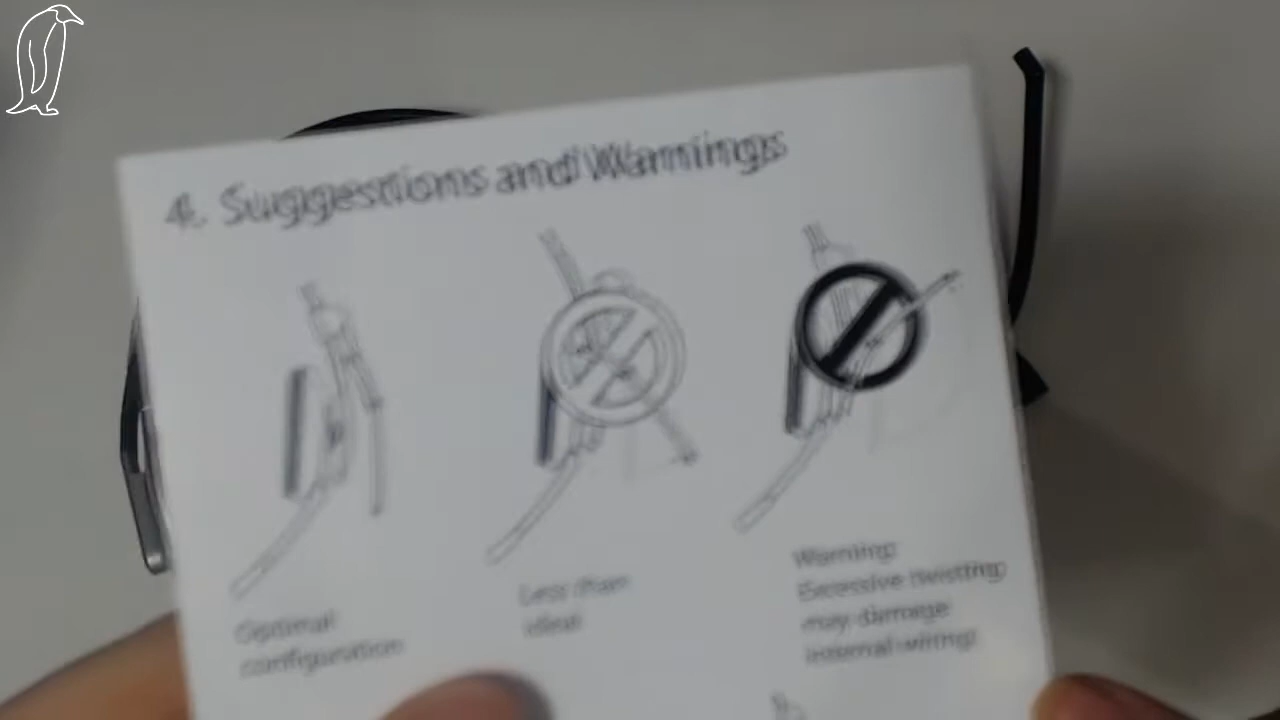 4. Suggestions and Warnings
Optimal
configuration
Less than
ideal
Warning:
Excessive twisting
may damage
internal wiring.